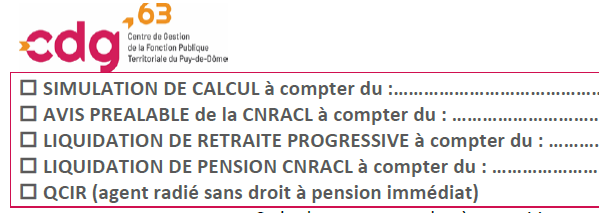 63
cdg
Centre de Gestion
de la Fonction Publique
Territoriale du Puy-de-Dôme
☐ SIMULATION DE CALCUL à compter du :……………………………………
☐ AVIS PREALABLE de la CNRACL à compter du : …………………………
☐ LIQUIDATION DE RETRAITE PROGRESSIVE à compter du : …………
☐ LIQUIDATION DE PENSION CNRACL à compter du : …………………
☐ QCIR (agent radié sans droit à pension immédiat)